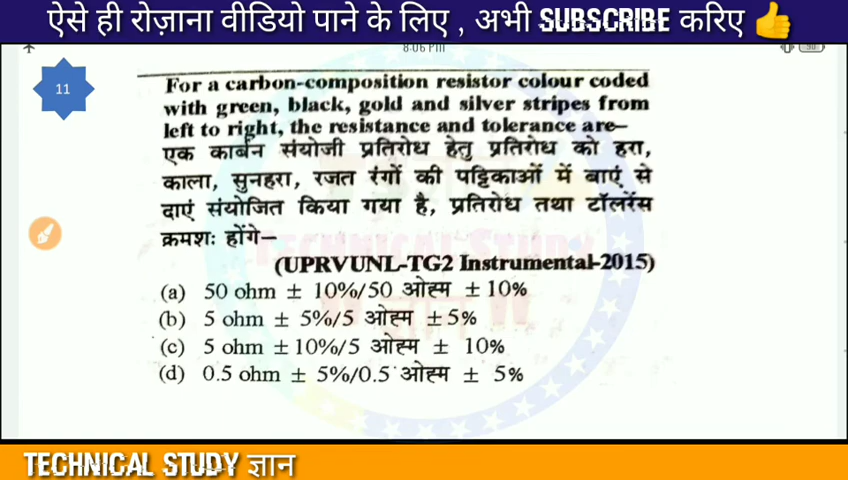 ऐसे ही रोज़ाना वीडियो पाने के लिए , अभी SUBSCRIBE करिए
8:06 PM
11
For a carbon-composition resistor colour coded
with green, black, gold and silver stripes from
left to right, the resistance and tolerance are–
एक कार्बन संयोजी प्रतिरोध हेतु प्रतिरोध को हरा,
काला, सुनहरा, रजत रंगों की पट्टिकाओं में बाएं से
दाएं संयोजित किया गया है, प्रतिरोध तथा टॉलरेंस
क्रमशः होंगे–
(UPRVUNL-TG2 Instrumental-2015)
(a) 50 ohm ± 10%/50 ओह्म ± 10%
(b) 5 ohm ± 5%/5 ओह्म ± 5%
(c) 5 ohm ± 10%/5 ओह्म ± 10%
(d) 0.5 ohm ± 5%/0.5 ओह्म ± 5%
TECHNICAL STUDY
ज्ञान
TECHNICAL STUDY ज्ञान